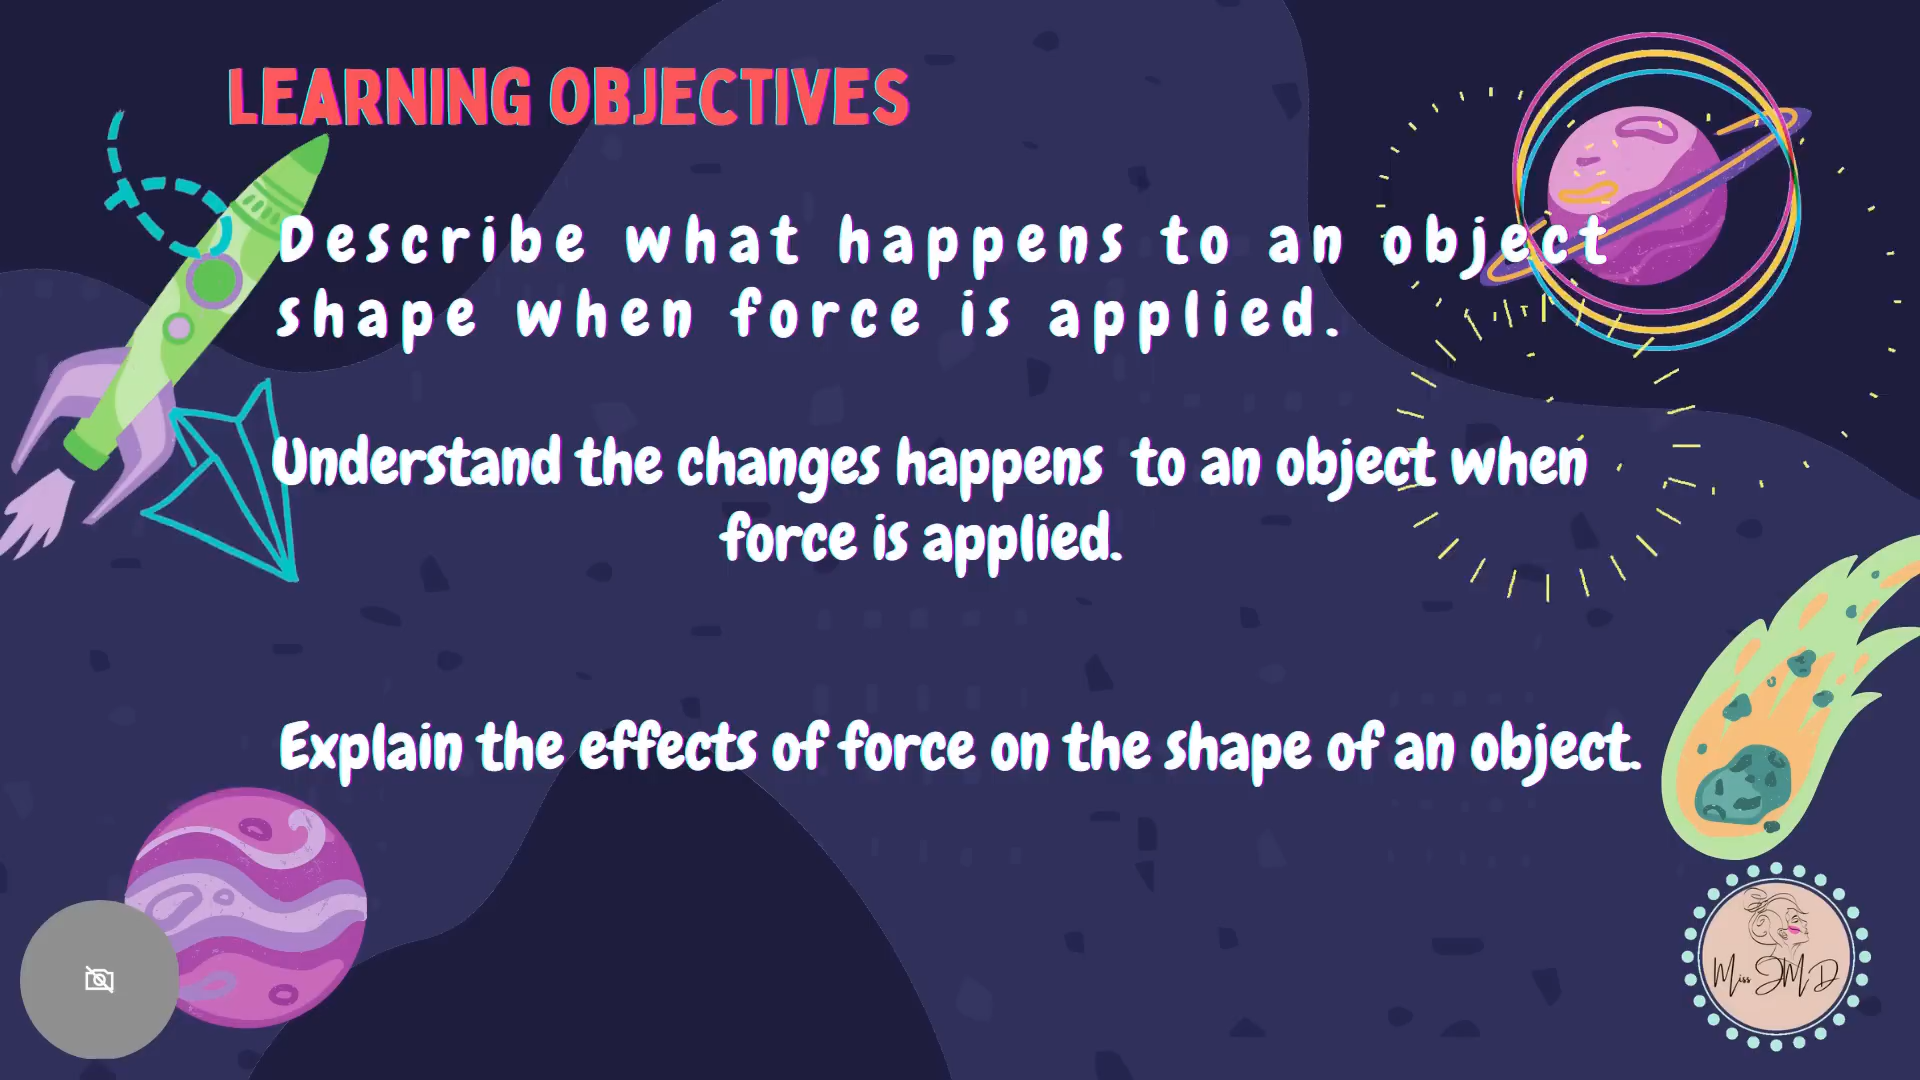 LEARNING OBJECTIVES
Describe what happens to an object
shape when force is applied.
Understand the changes happens to an object when
force is applied.
Explain the effects of force on the shape of an object.
Miss JMD